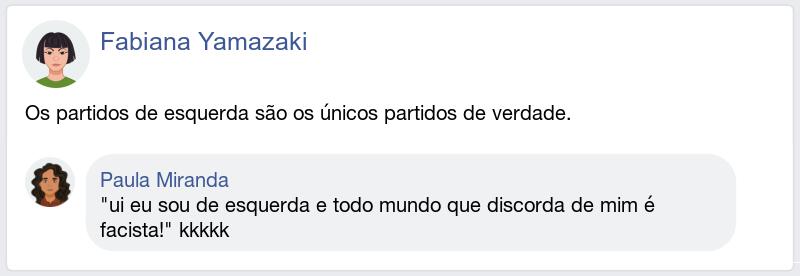 Fabiana Yamazaki
Os partidos de esquerda são os únicos partidos de verdade.
Paula Miranda
"ui eu sou de esquerda e todo mundo que discorda de mim é
facista!" kkkkk